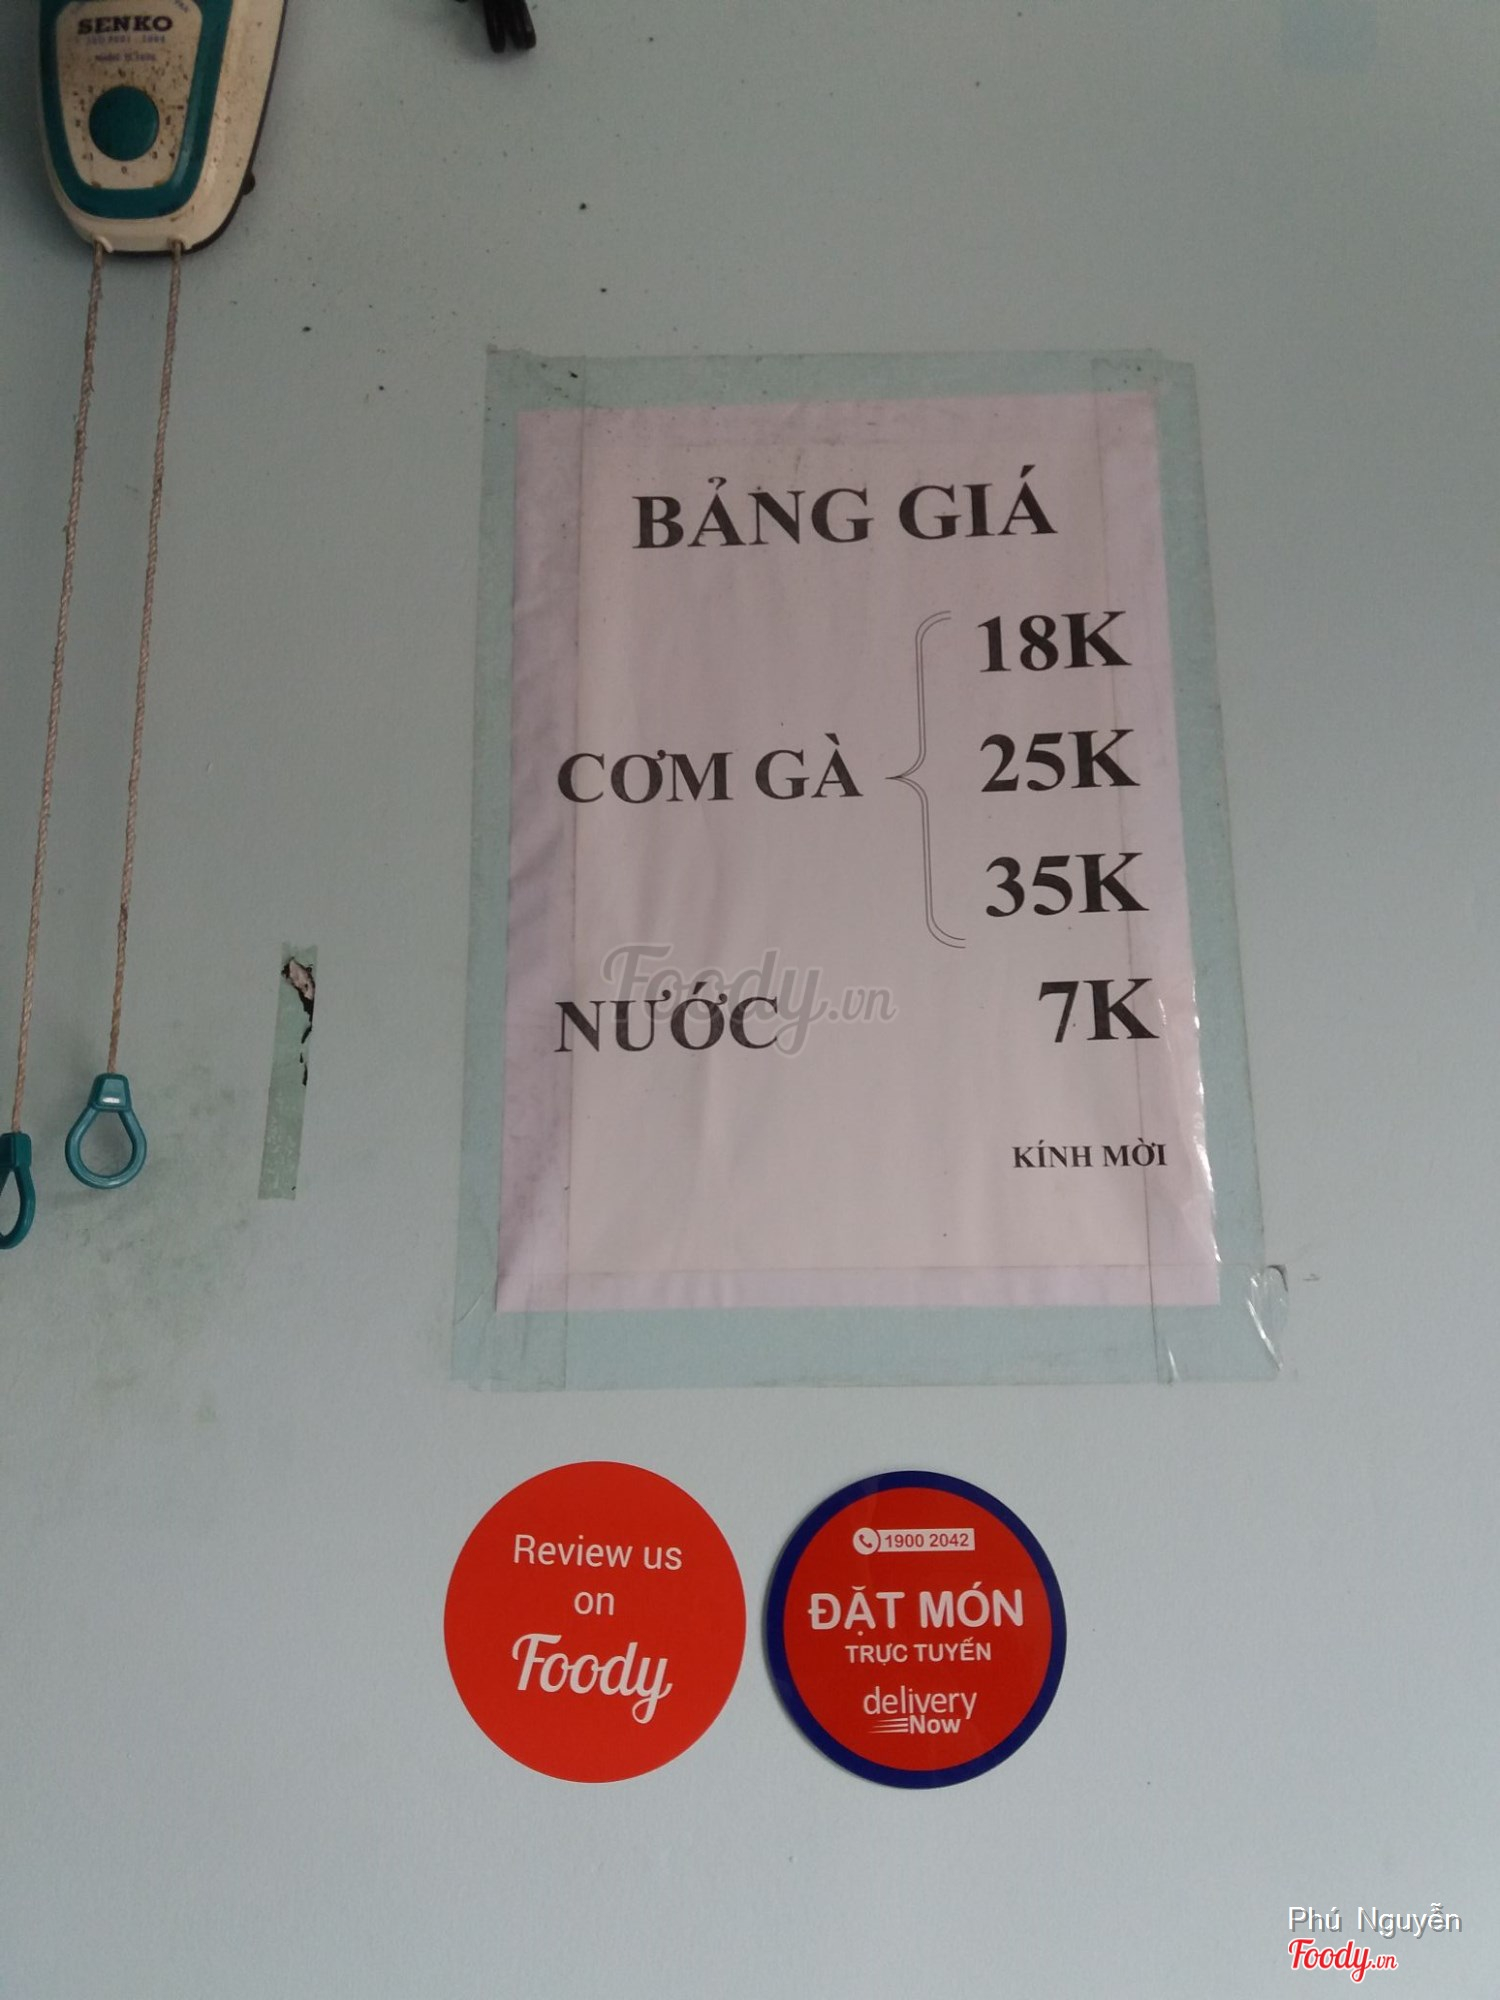 SENKO
BẢNG GIÁ
18K
25K
CƠM GÀ
35K
NƯỚC 7K
KÍNH MỜI
Foody.vn
Review us
on
Foody
1900 2042
ĐẶT MÓN
TRỰC TUYẾN
delivery
Now
Phú Nguyễn
Foody.vn